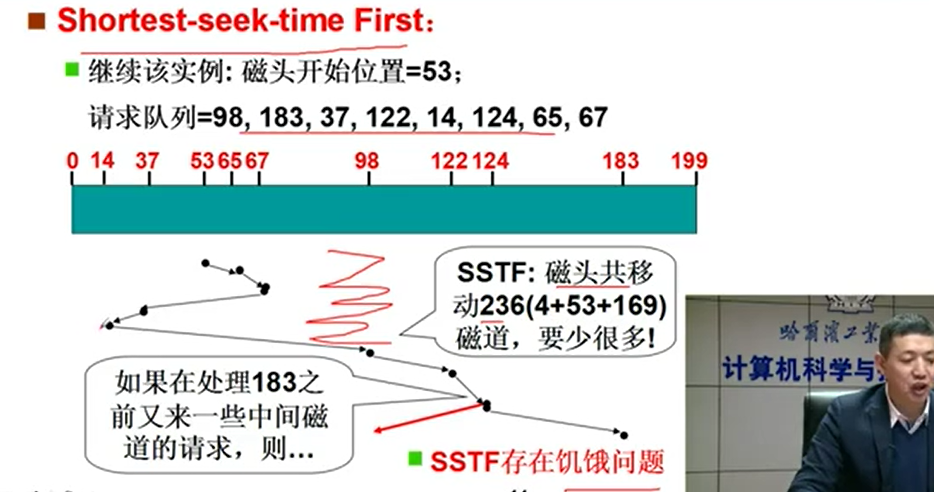 Shortest-seek-time First:
继续该实例: 磁头开始位置=53;
请求队列=98, 183, 37, 122, 14, 124, 65, 67
0 14 37 53 65 67 98 122 124 183 199
SSTF: 磁头共移
动236(4+53+169)
磁道，要少很多!
如果在处理183之
前又来一些中间磁
道的请求，则...
SSTF存在饥饿问题
哈爾濱工業
计算机科学与